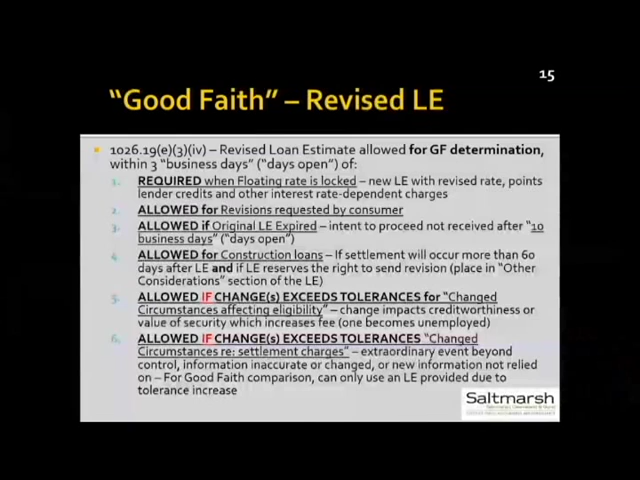 15
"Good Faith" – Revised LE
1026.19(e)(3)(iv) – Revised Loan Estimate allowed for GF determination,
within 3 "business days" ("days open") of:
1. REQUIRED when Floating rate is locked – new LE with revised rate, points
lender credits and other interest rate-dependent charges
2. ALLOWED for Revisions requested by consumer
3. ALLOWED if Original LE Expired – intent to proceed not received after "10
business days" ("days open")
4. ALLOWED for Construction loans – If settlement will occur more than 60
days after LE and if LE reserves the right to send revision (place in "Other
Considerations" section of the LE)
5. ALLOWED IF CHANGE(s) EXCEEDS TOLERANCES for "Changed
Circumstances affecting eligibility" – change impacts creditworthiness or
value of security which increases fee (one becomes unemployed)
6. ALLOWED IF CHANGE(s) EXCEEDS TOLERANCES "Changed
Circumstances re: settlement charges" – extraordinary event beyond
control, information inaccurate or changed, or new information not relied
on – For Good Faith comparison, can only use an LE provided due to
tolerance increase
Saltmarsh